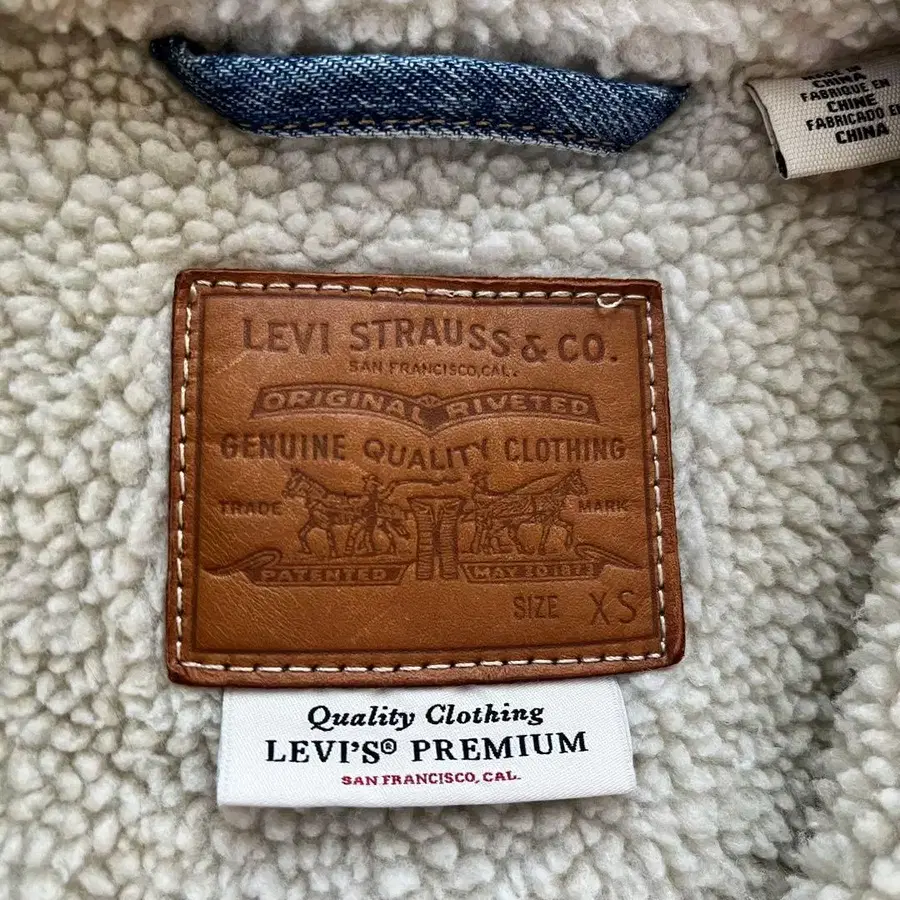 MADE IN
CHINA
FABRIQUE EN
CHINE
FABRICADO EN
CHINA
LEVI STRAUSS & CO.
SAN FRANCISCO, CAL.
ORIGINAL RIVETED
GENUINE QUALITY CLOTHING
TRADE MARK
PATENTED MAY 20 1873
SIZE XS
Quality Clothing
LEVI'S® PREMIUM
SAN FRANCISCO, CAL.